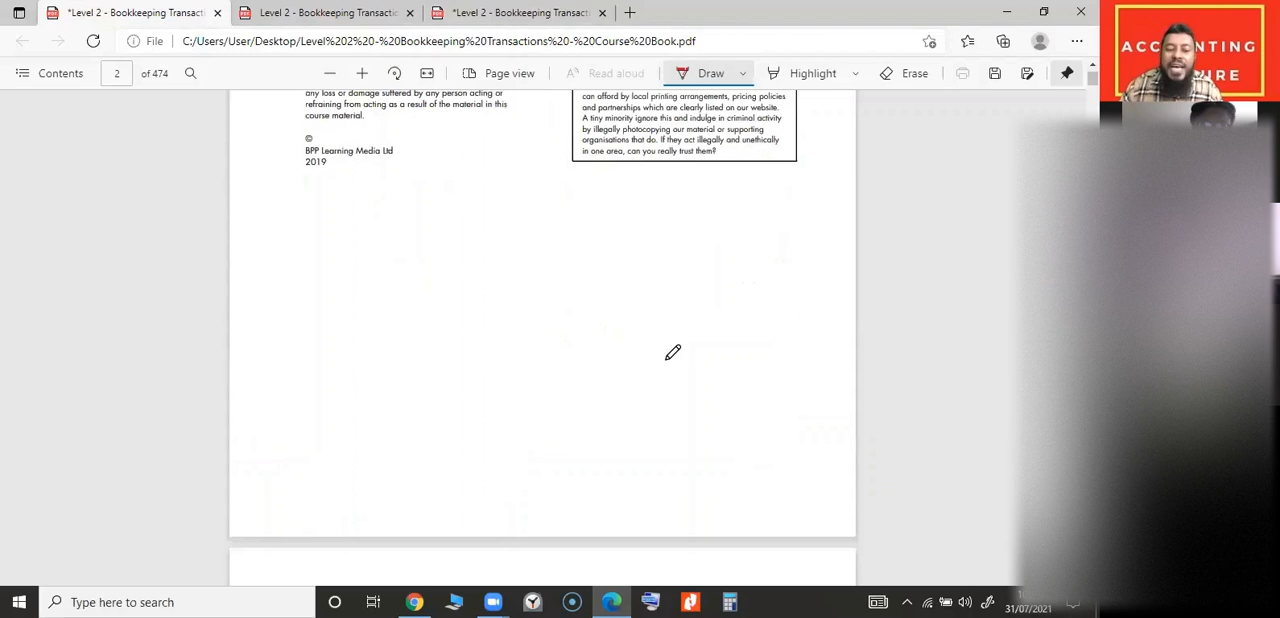 *Level 2 - Bookkeeping Transacti
Level 2 - Bookkeeping Transactic
*Level 2 - Bookkeeping Transacti
File
C:/Users/User/Desktop/Level%202%20-%20Bookkeeping%20Transactions%20-%20Course%20Book.pdf
Contents
2
of 474
Page view
Read aloud
Draw
Highlight
Erase
any loss or damage suffered by any person acting or
refraining from acting as a result of the material in this
course material.
©
BPP Learning Media Ltd
2019
can afford by local printing arrangements, pricing policies
and partnerships which are clearly listed on our website.
A tiny minority ignore this and indulge in criminal activity
by illegally photocopying our material or supporting
organisations that do. If they act illegally and unethically
in one area, can you really trust them?
Type here to search
31/07/2021